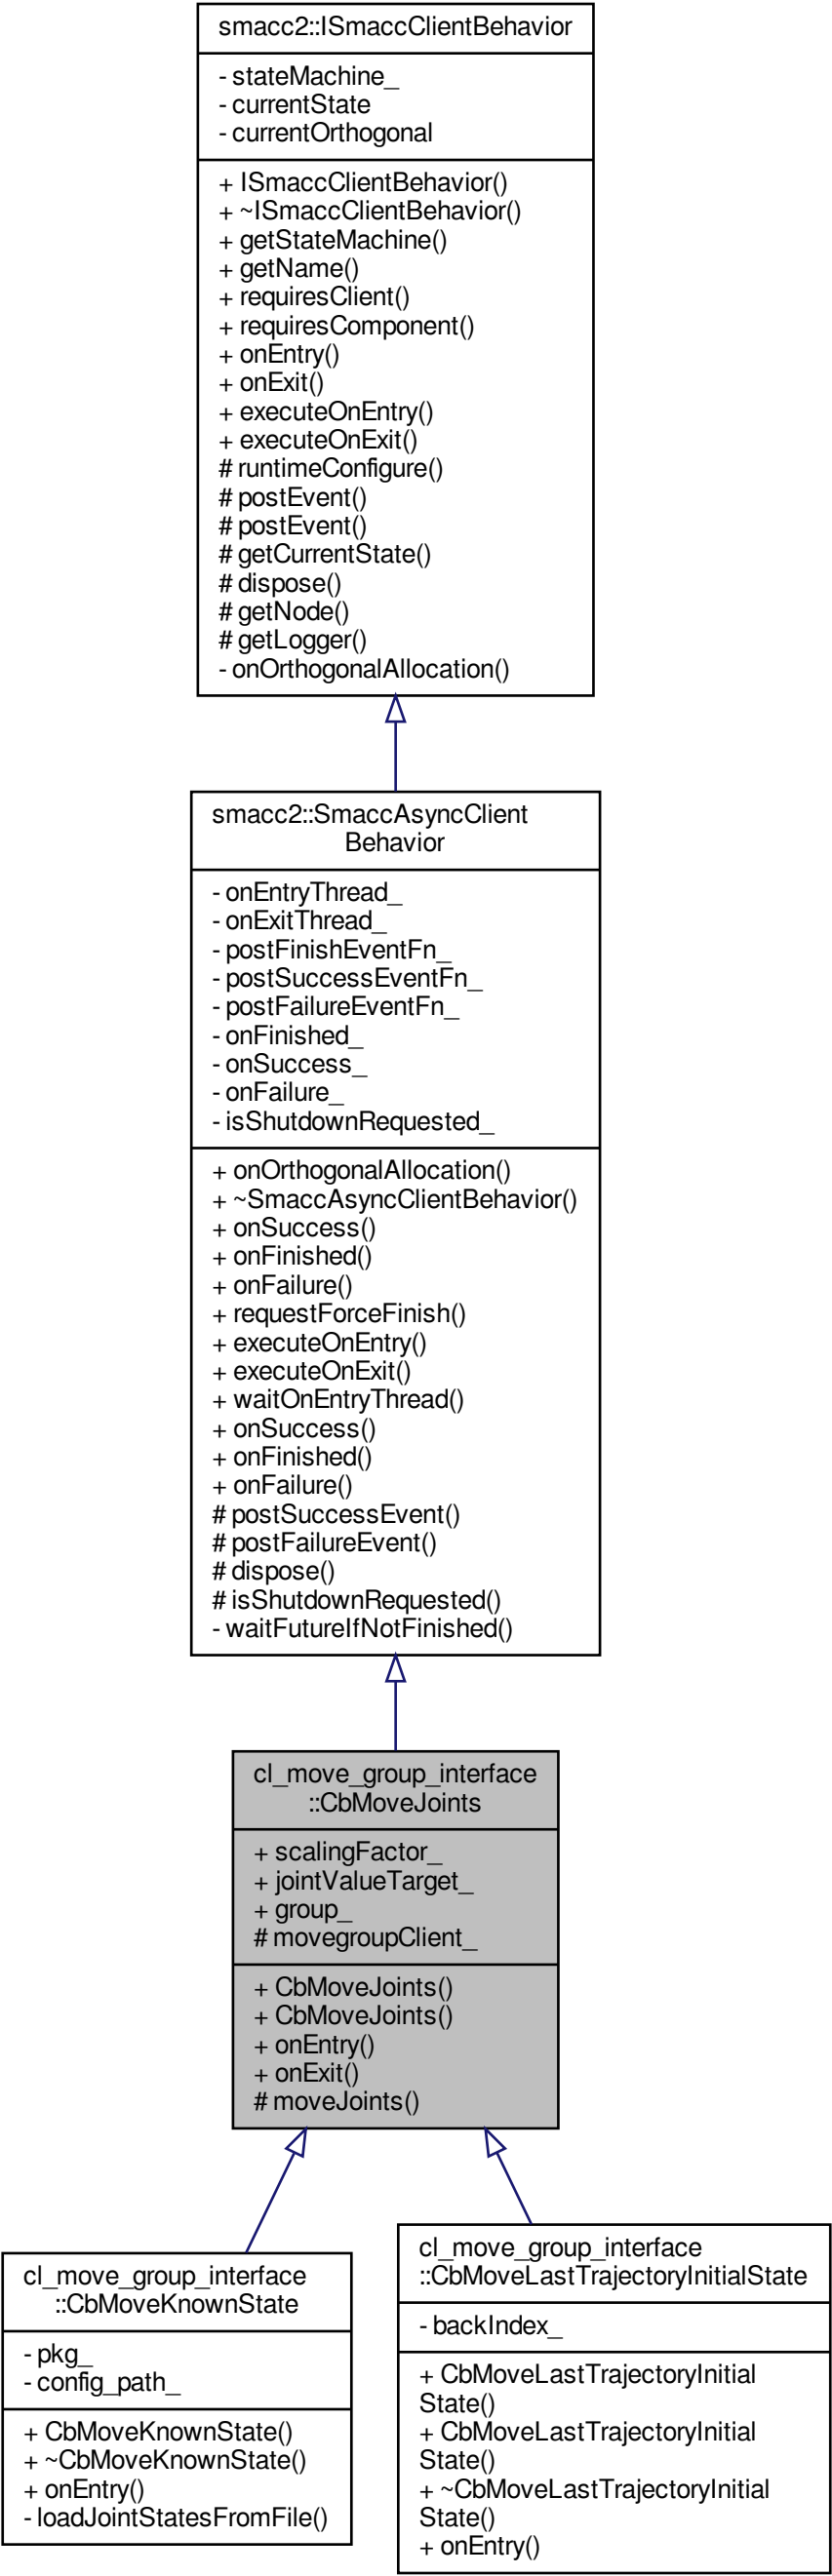 smacc2::ISmaccClientBehavior
- stateMachine_
- currentState
- currentOrthogonal
+ ISmaccClientBehavior()
+ ~ISmaccClientBehavior()
+ getStateMachine()
+ getName()
+ requiresClient()
+ requiresComponent()
+ onEntry()
+ onExit()
+ executeOnEntry()
+ executeOnExit()
# runtimeConfigure()
# postEvent()
# postEvent()
# getCurrentState()
# dispose()
# getNode()
# getLogger()
- onOrthogonalAllocation()
smacc2::SmaccAsyncClient
Behavior
- onEntryThread_
- onExitThread_
- postFinishEventFn_
- postSuccessEventFn_
- postFailureEventFn_
- onFinished_
- onSuccess_
- onFailure_
- isShutdownRequested_
+ onOrthogonalAllocation()
+ ~SmaccAsyncClientBehavior()
+ onSuccess()
+ onFinished()
+ onFailure()
+ requestForceFinish()
+ executeOnEntry()
+ executeOnExit()
+ waitOnEntryThread()
+ onSuccess()
+ onFinished()
+ onFailure()
# postSuccessEvent()
# postFailureEvent()
# dispose()
# isShutdownRequested()
- waitFutureIfNotFinished()
cl_move_group_interface
::CbMoveJoints
+ scalingFactor_
+ jointValueTarget_
+ group_
# movegroupClient_
+ CbMoveJoints()
+ CbMoveJoints()
+ onEntry()
+ onExit()
# moveJoints()
cl_move_group_interface
::CbMoveKnownState
- pkg_
- config_path_
+ CbMoveKnownState()
+ ~CbMoveKnownState()
+ onEntry()
- loadJointStatesFromFile()
cl_move_group_interface
::CbMoveLastTrajectoryInitialState
- backIndex_
+ CbMoveLastTrajectoryInitial
State()
+ CbMoveLastTrajectoryInitial
State()
+ ~CbMoveLastTrajectoryInitial
State()
+ onEntry()